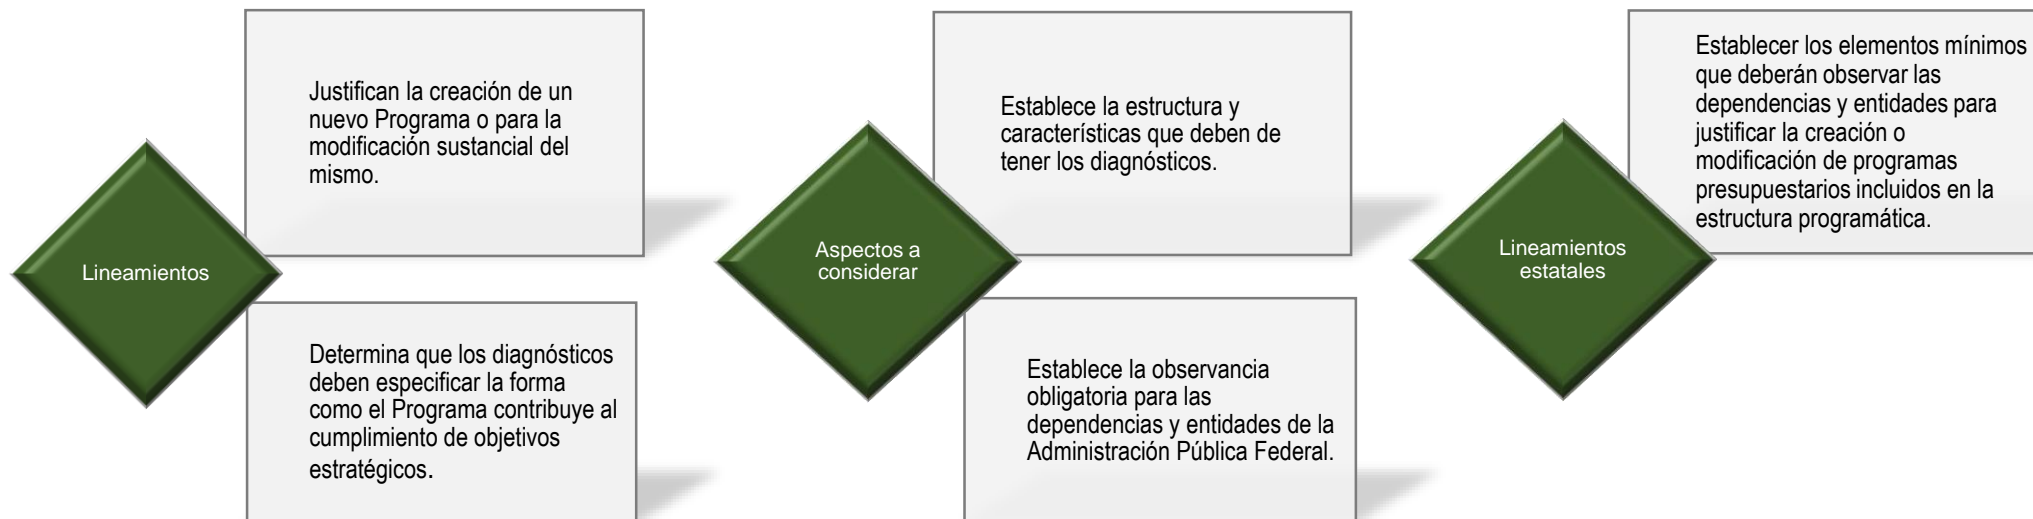 Lineamientos
Justifican la creación de un
nuevo Programa o para la
modificación sustancial del
mismo.
Determina que los diagnósticos
deben especificar la forma
como el Programa contribuye al
cumplimiento de objetivos
estratégicos.
Aspectos a
considerar
Establece la estructura y
características que deben de
tener los diagnósticos.
Establece la observancia
obligatoria para las
dependencias y entidades de la
Administración Pública Federal.
Lineamientos
estatales
Establecer los elementos mínimos
que deberán observar las
dependencias y entidades para
justificar la creación o
modificación de programas
presupuestarios incluidos en la
estructura programática.